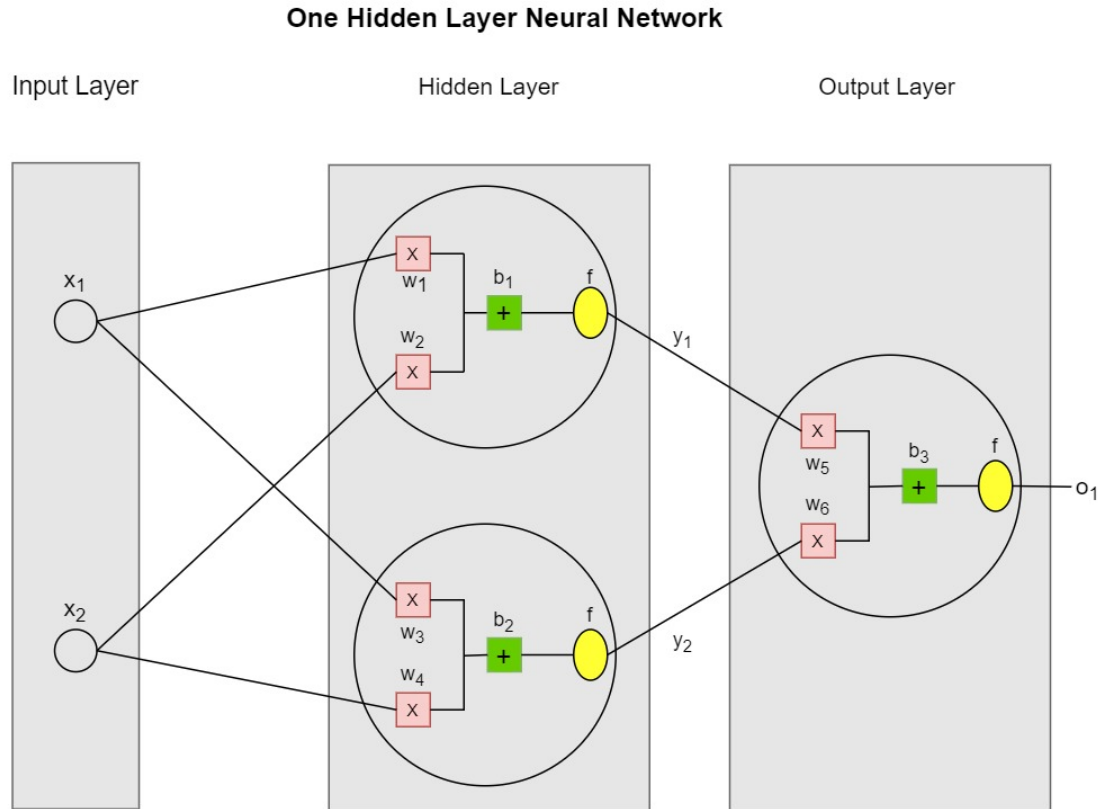 One Hidden Layer Neural Network
Input Layer
Hidden Layer
Output Layer
x1
x2
X
w1
w2
X
b1
+
f
y1
X
w3
w4
X
b2
+
f
y2
X
w5
w6
X
b3
+
f
o1